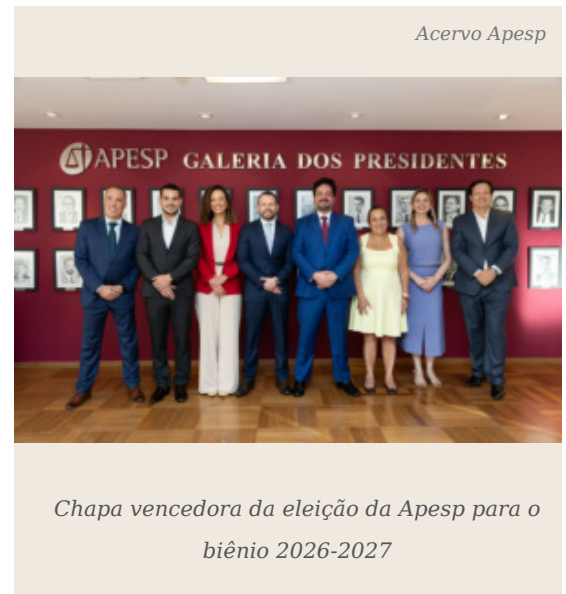 Acervo Apesp
APESP GALERIA DOS PRESIDENTES
Chapa vencedora da eleição da Apesp para o
biênio 2026-2027